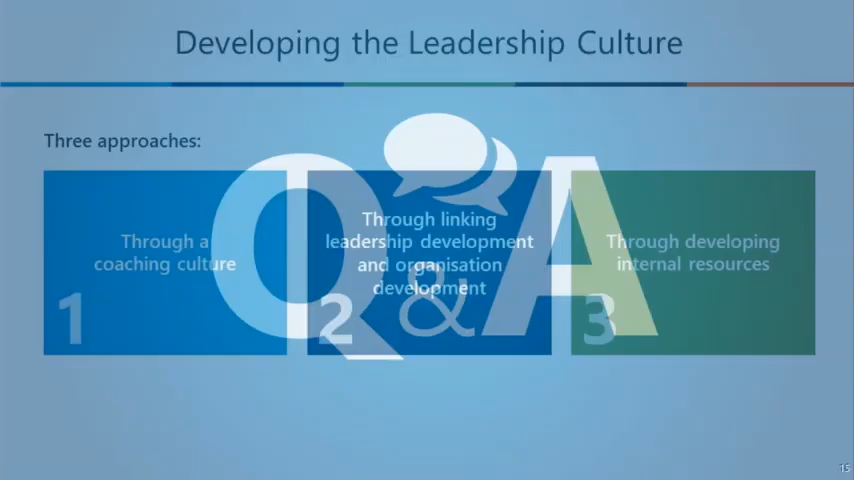 Developing the Leadership Culture
Three approaches:
Through a
coaching culture
1
Through linking
leadership development
and organisation
development
2
Through developing
internal resources
3
Q&A
15